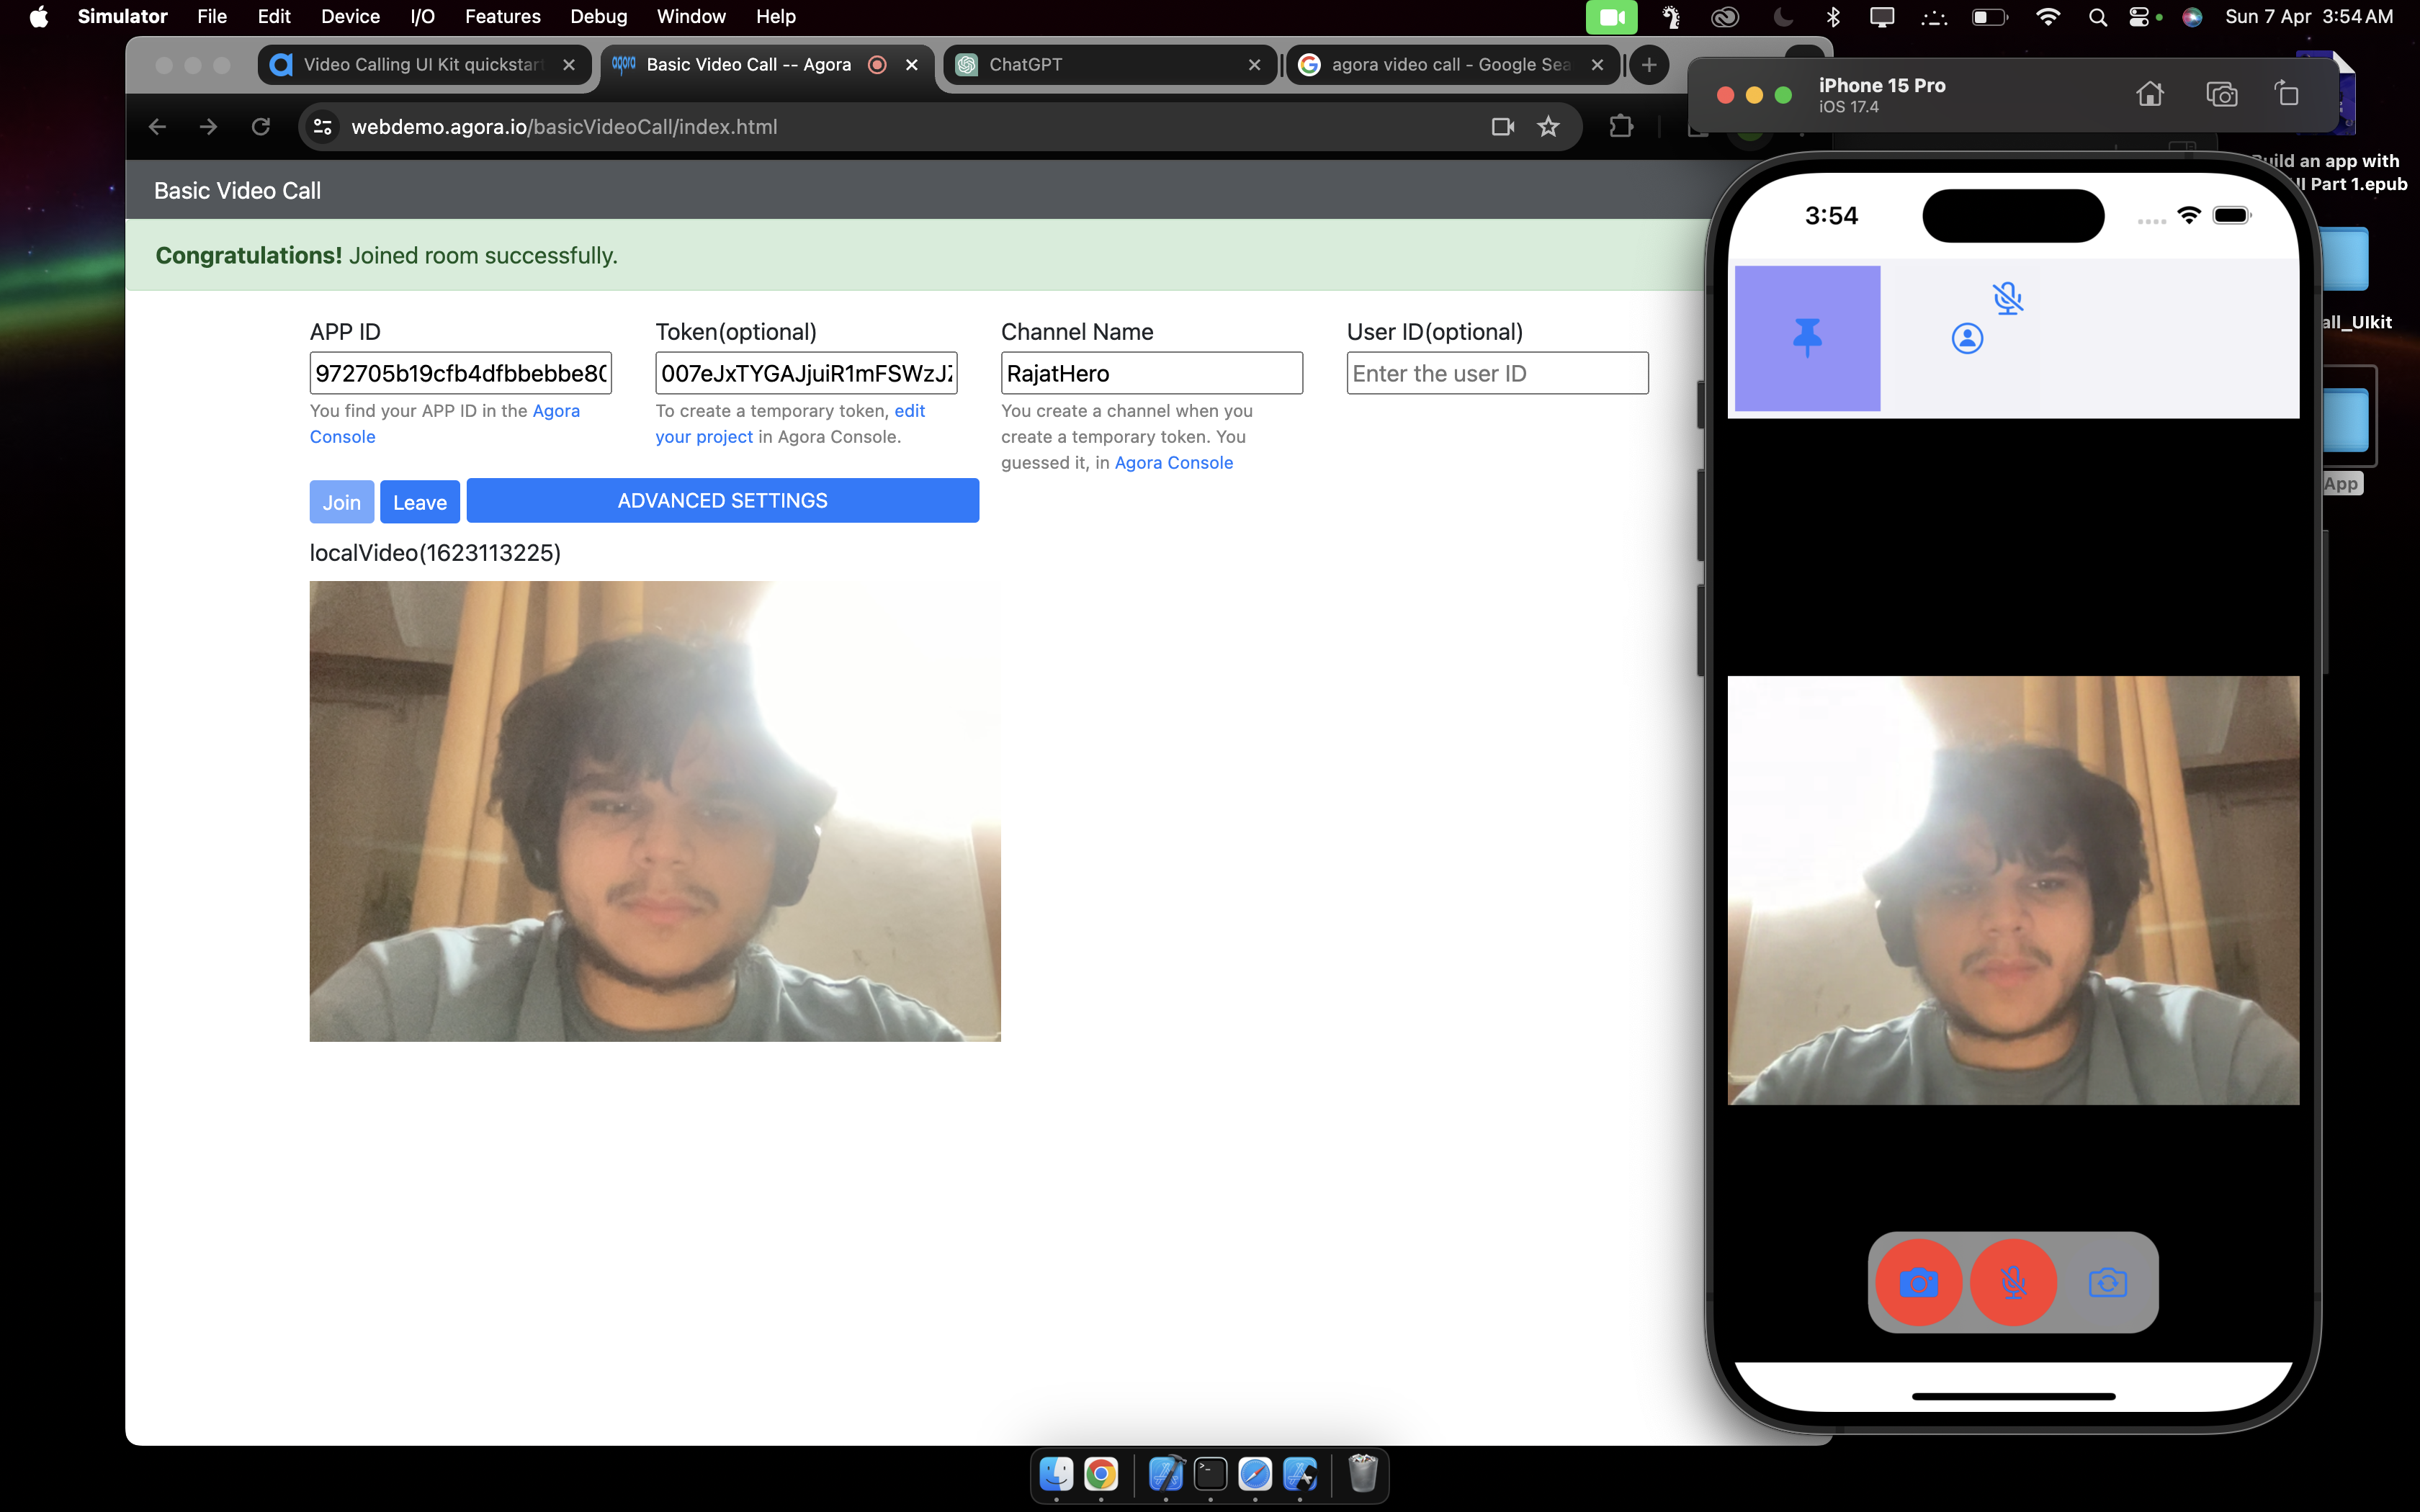 Simulator File Edit Device I/O Features Debug Window Help
Sun 7 Apr 3:54 AM
Video Calling UI Kit quickstart
Basic Video Call -- Agora
ChatGPT
agora video call - Google Sea
webdemo.agora.io/basicVideoCall/index.html
Basic Video Call
Congratulations! Joined room successfully.
APP ID
972705b19cfb4dfbbebbe80
You find your APP ID in the Agora
Console
Token(optional)
007eJxTYGAJjuiR1mFSWzJZ
To create a temporary token, edit
your project in Agora Console.
Channel Name
RajatHero
You create a channel when you
create a temporary token. You
guessed it, in Agora Console
User ID(optional)
Enter the user ID
Join
Leave
ADVANCED SETTINGS
localVideo(1623113225)
iPhone 15 Pro
iOS 17.4
3:54
uild an app with
UI Part 1.epub
all_UIkit
App